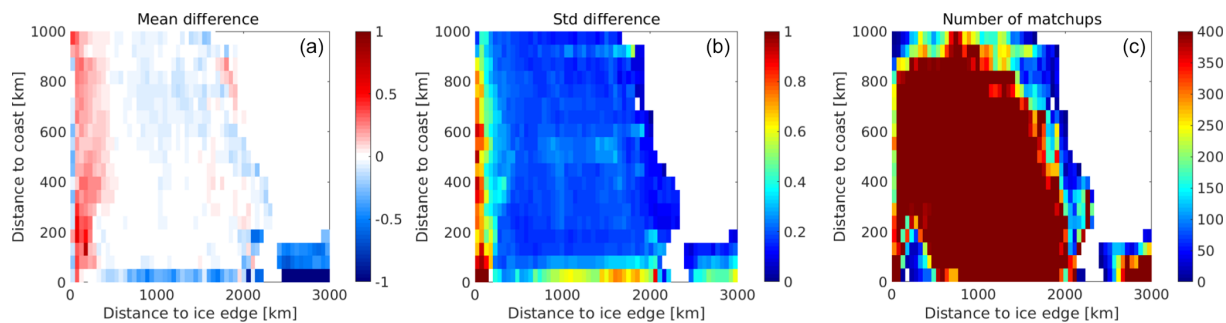 Mean difference
(a)
1000
800
600
400
200
0
0 1000 2000 3000
Distance to coast [km]
Distance to ice edge [km]
1
0.5
0
-0.5
-1
Std difference
(b)
1000
800
600
400
200
0
0 1000 2000 3000
Distance to coast [km]
Distance to ice edge [km]
1
0.8
0.6
0.4
0.2
0
Number of matchups
(c)
1000
800
600
400
200
0
0 1000 2000 3000
Distance to coast [km]
Distance to ice edge [km]
400
350
300
250
200
150
100
50
0